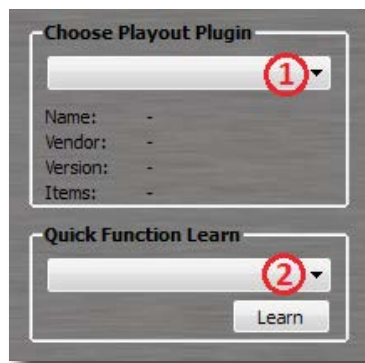 Choose Playout Plugin
1
Name: -
Vendor: -
Version: -
Items: -
Quick Function Learn
2
Learn